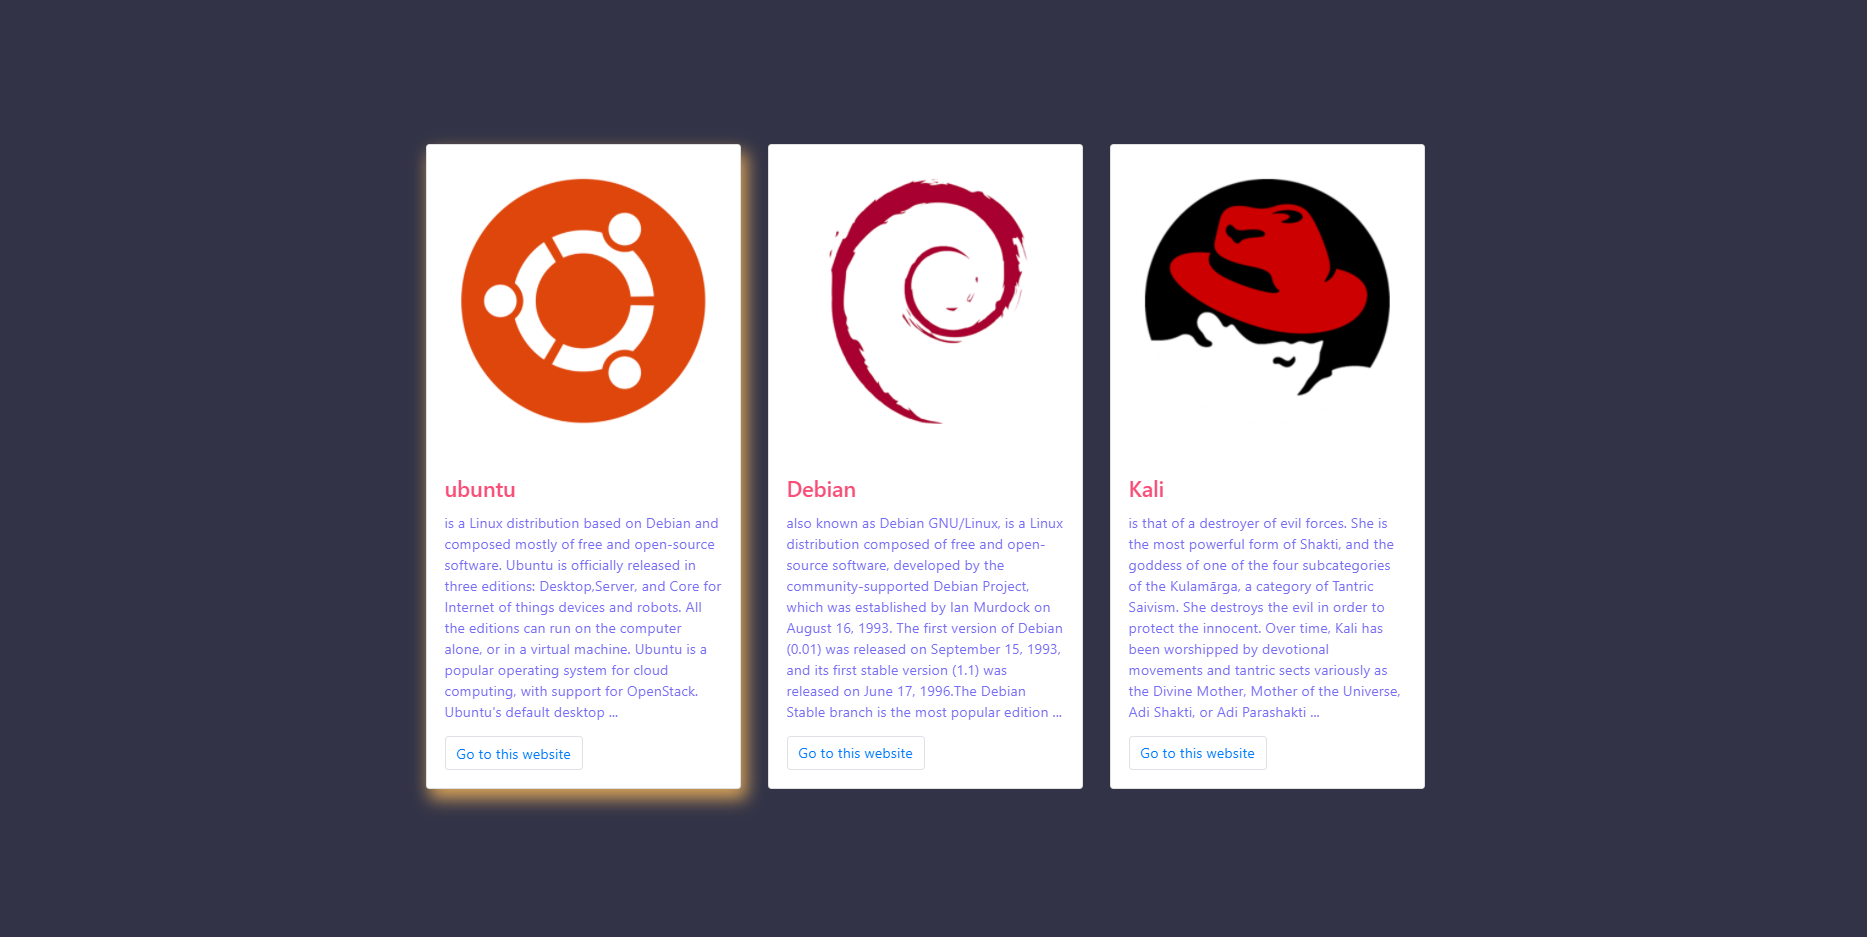 ubuntu
is a Linux distribution based on Debian and
composed mostly of free and open-source
software. Ubuntu is officially released in
three editions: Desktop,Server, and Core for
Internet of things devices and robots. All
the editions can run on the computer
alone, or in a virtual machine. Ubuntu is a
popular operating system for cloud
computing, with support for OpenStack.
Ubuntu's default desktop ...
Go to this website
Debian
also known as Debian GNU/Linux, is a Linux
distribution composed of free and open-
source software, developed by the
community-supported Debian Project,
which was established by Ian Murdock on
August 16, 1993. The first version of Debian
(0.01) was released on September 15, 1993,
and its first stable version (1.1) was
released on June 17, 1996.The Debian
Stable branch is the most popular edition ...
Go to this website
Kali
is that of a destroyer of evil forces. She is
the most powerful form of Shakti, and the
goddess of one of the four subcategories
of the Kulamārga, a category of Tantric
Saivism. She destroys the evil in order to
protect the innocent. Over time, Kali has
been worshipped by devotional
movements and tantric sects variously as
the Divine Mother, Mother of the Universe,
Adi Shakti, or Adi Parashakti ...
Go to this website